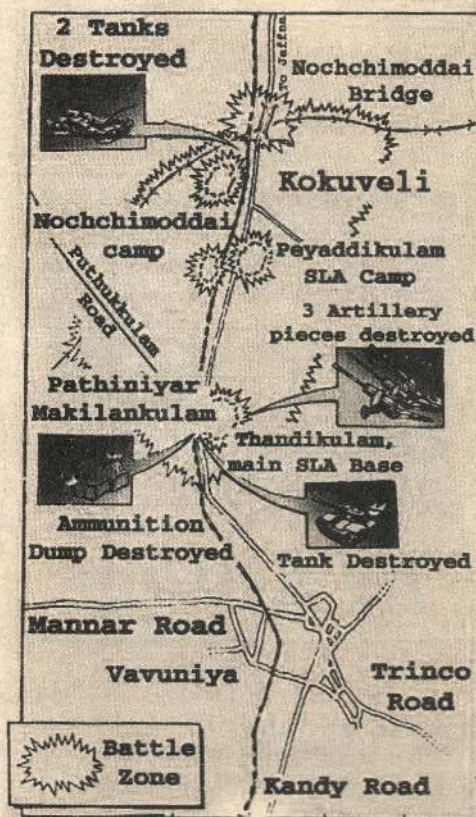 2 Tanks
Destroyed
To Jaffna
Nochchimoddai
Bridge
Kokuveli
Nochchimoddai
camp
Peyaddikulam
SLA Camp
Puthukkulam
Road
3 Artillery
pieces destroyed
Pathiniyar
Makilankulam
Thandikulam,
main SLA Base
Ammunition
Dump Destroyed
Tank Destroyed
Mannar Road
Vavuniya
Trinco
Road
Battle
Zone
Kandy Road